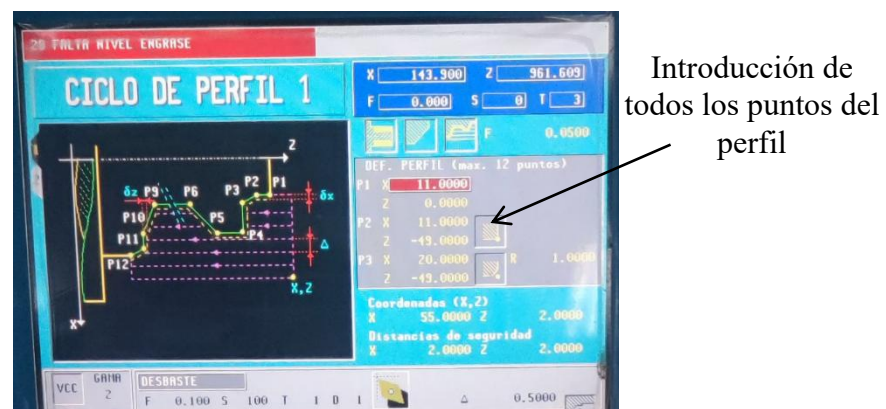 20 FALTA NIVEL ENGRASE
CICLO DE PERFIL 1
X 143.900 Z 961.609
F 0.000 S 0 T 3
F 0.0500
DEF. PERFIL (max. 12 puntos)
P1 X 11.0000
Z 0.0000
P2 X 11.0000
Z -49.0000
P3 X 20.0000 R 1.0000
Z -49.0000
Coordenadas (X,Z)
X 55.0000 Z 2.0000
Distancias de seguridad
X 2.0000 Z 2.0000
Z
δz P9 P6 P3 P2 P1
δx
P10
P5
P11 P4
Δ
P12
X,Z
X
VCC GAMA 2 DESBASTE
F 0.100 S 100 T 1 D 1 Δ 0.5000
Introducción de
todos los puntos del
perfil